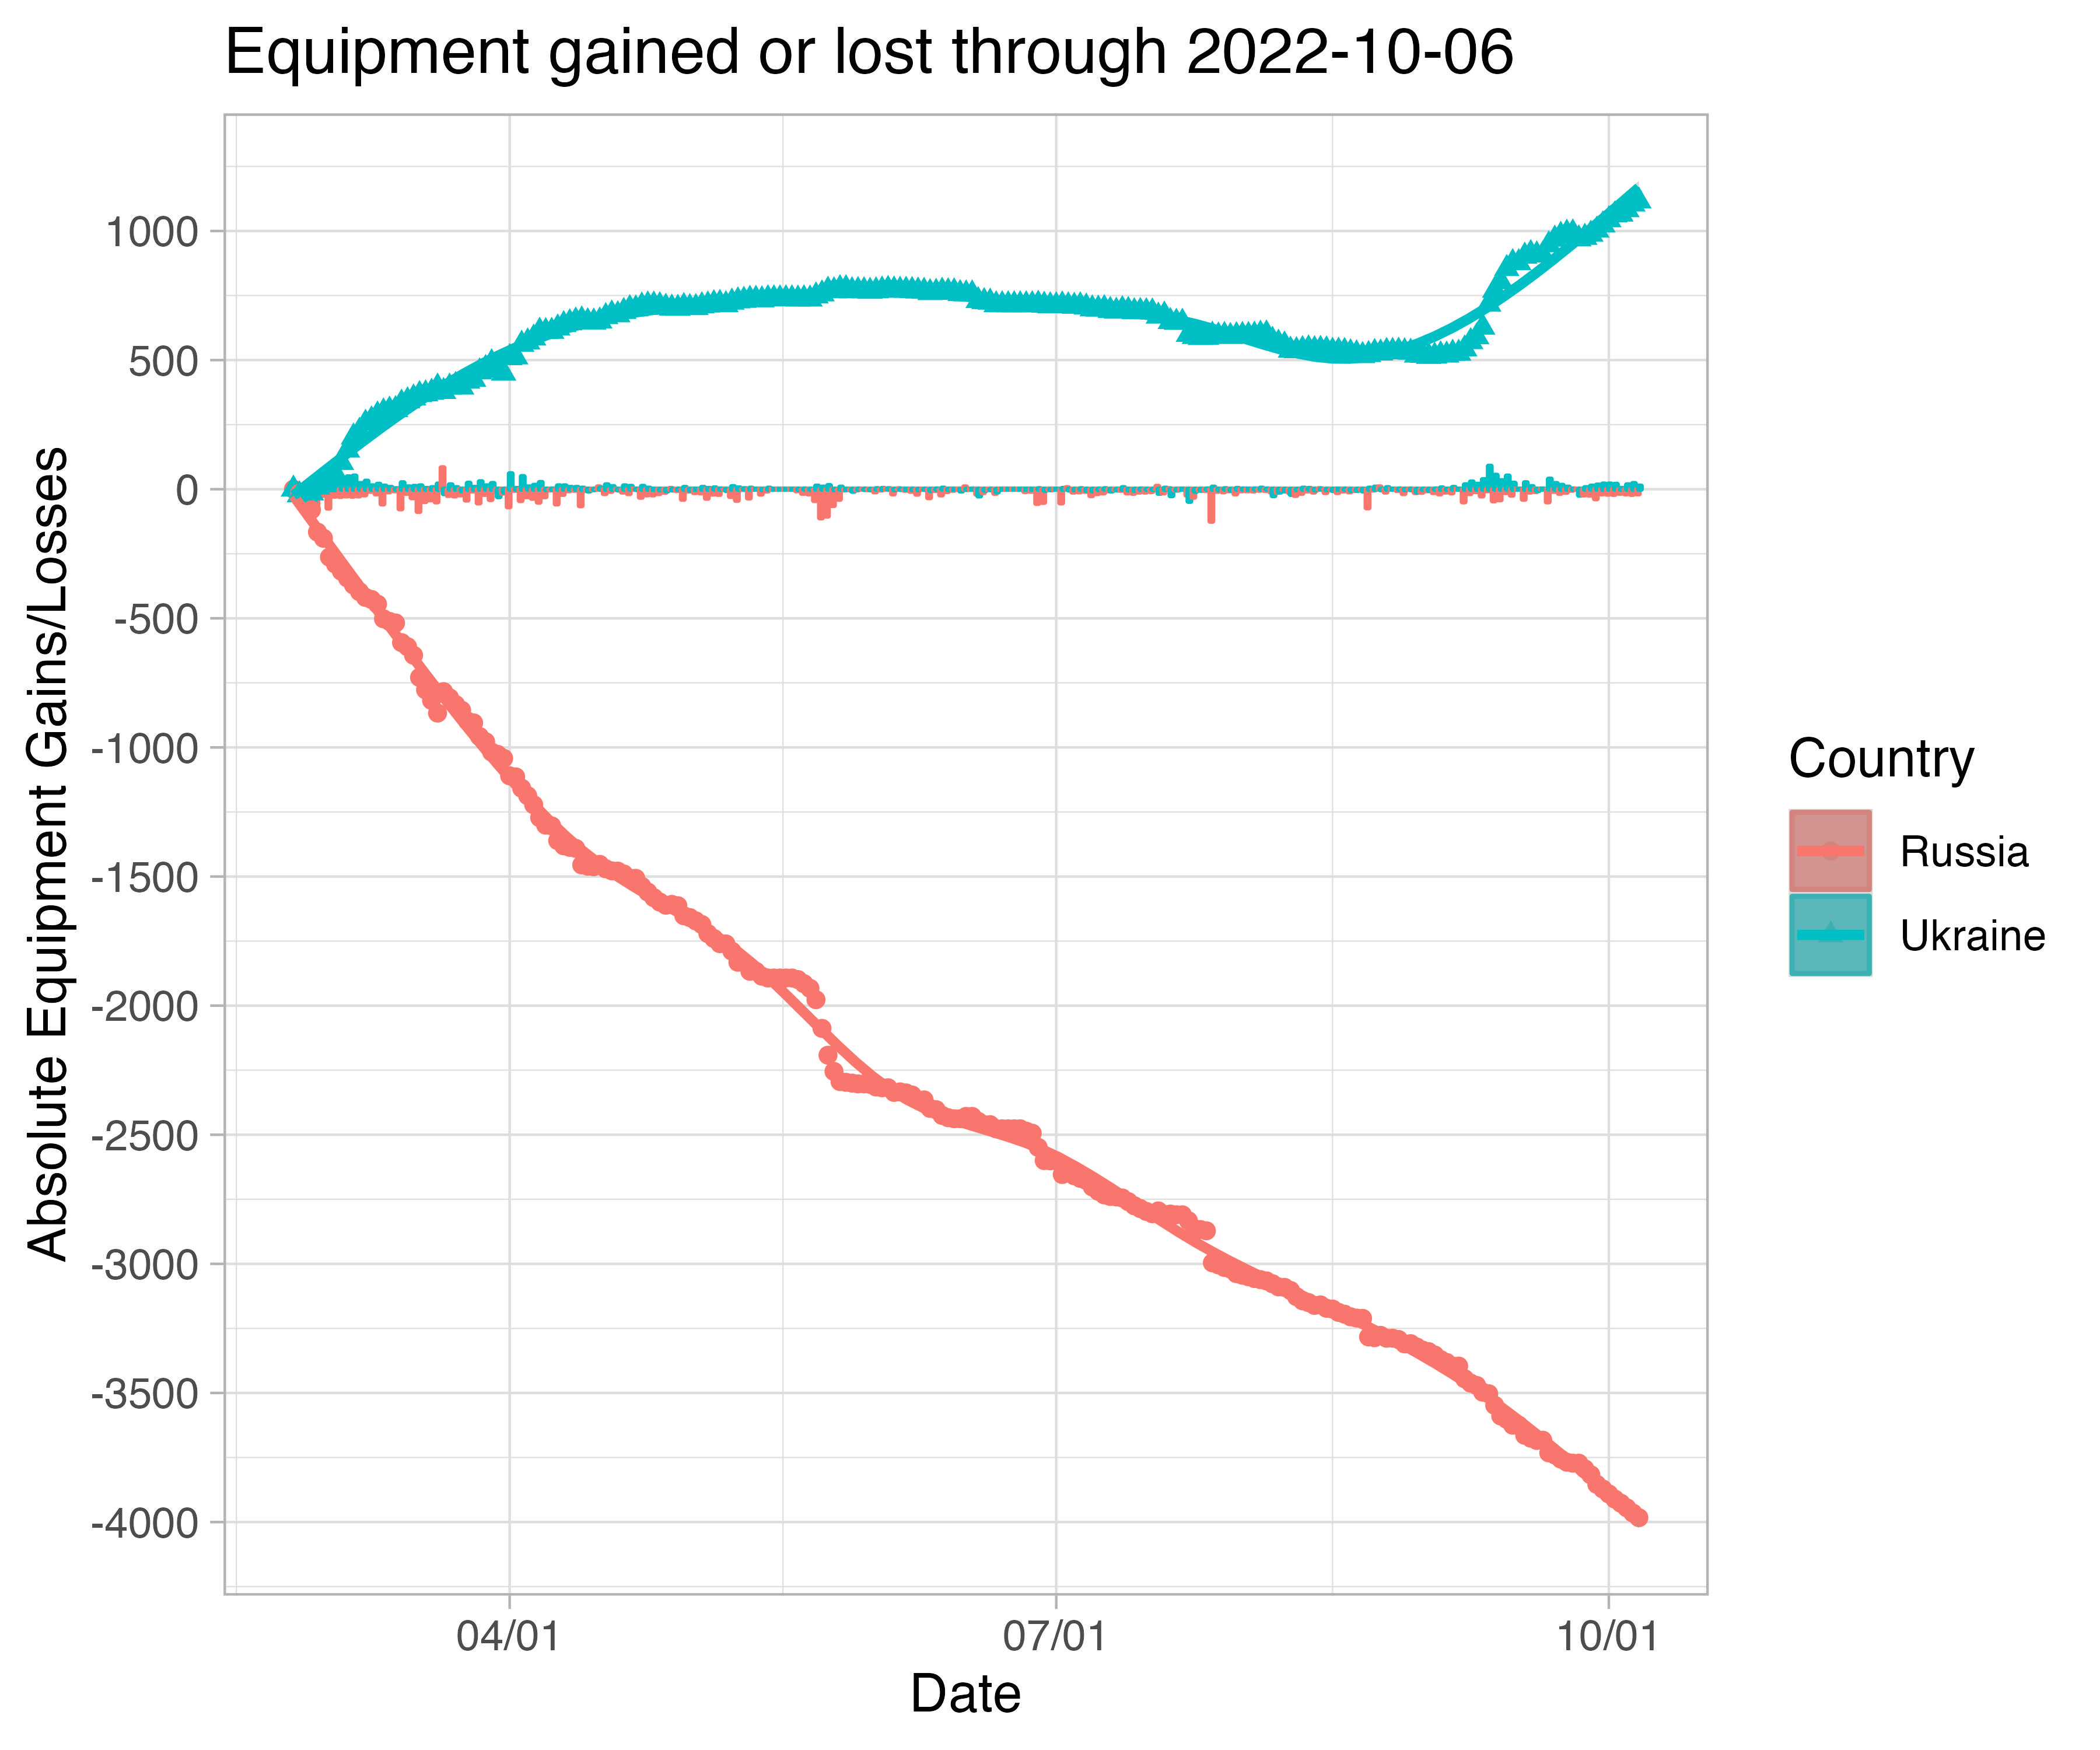 Equipment gained or lost through 2022-10-06
Absolute Equipment Gains/Losses
1000
500
0
-500
-1000
-1500
-2000
-2500
-3000
-3500
-4000
04/01
07/01
10/01
Date
Country
Russia
Ukraine